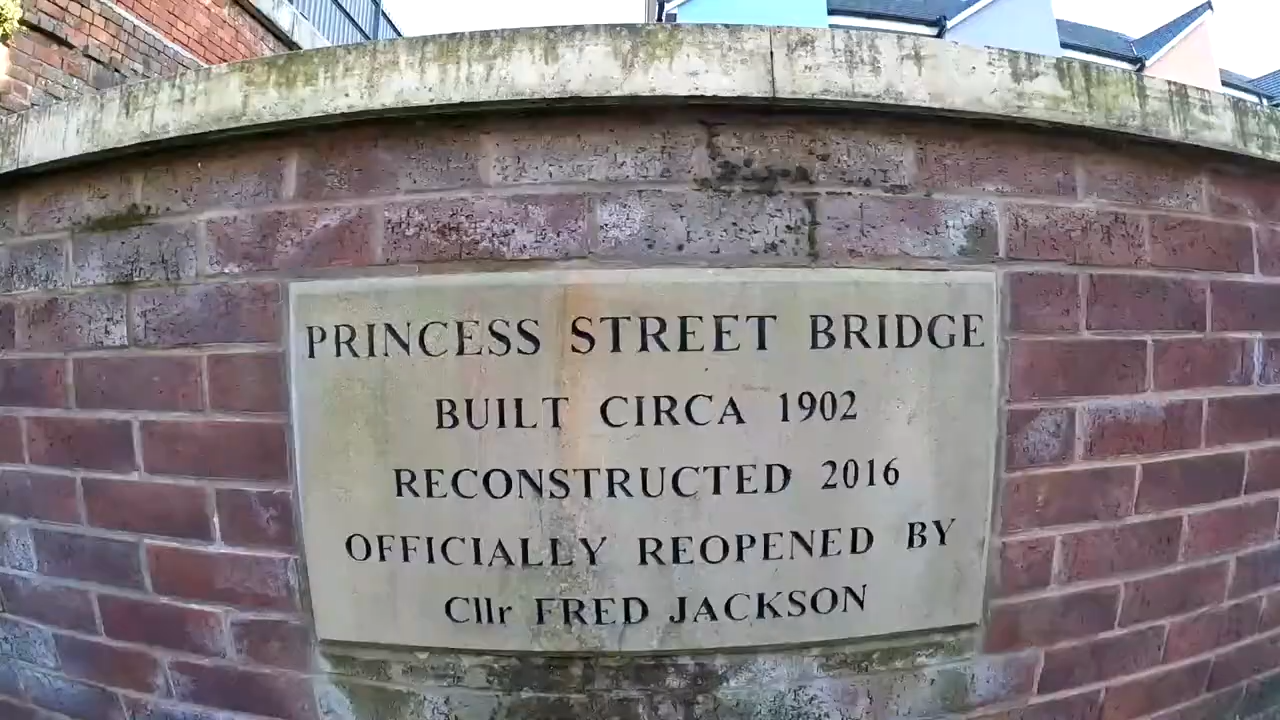 PRINCESS STREET BRIDGE
BUILT CIRCA 1902
RECONSTRUCTED 2016
OFFICIALLY REOPENED BY
Cllr FRED JACKSON